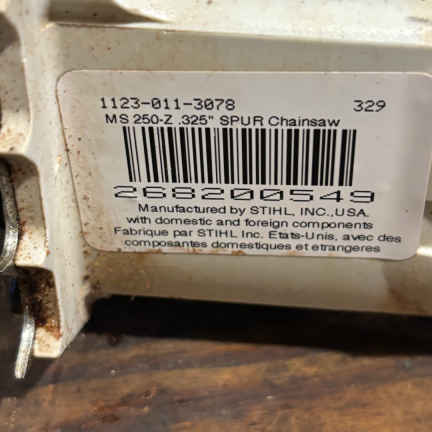 1123-011-3078 329
MS 250-Z .325" SPUR Chainsaw
268200549
Manufactured by STIHL, INC.,USA.
with domestic and foreign components
Fabrique par STIHL Inc. Etats-Unis, avec des
composantes domestiques et etrangeres